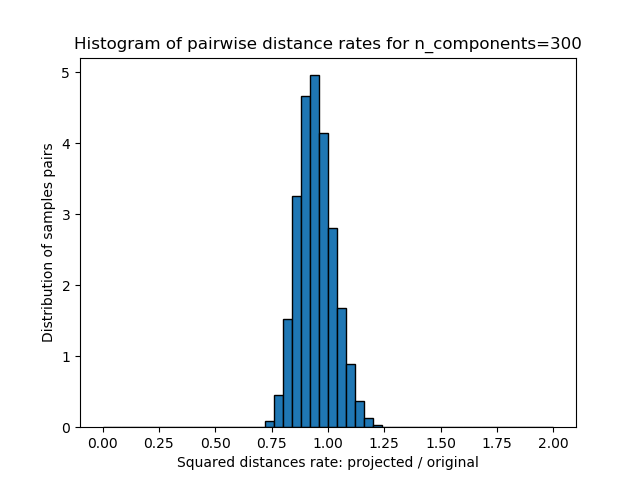 Histogram of pairwise distance rates for n_components=300
Distribution of samples pairs
5
4
3
2
1
0
0.00 0.25 0.50 0.75 1.00 1.25 1.50 1.75 2.00
Squared distances rate: projected / original